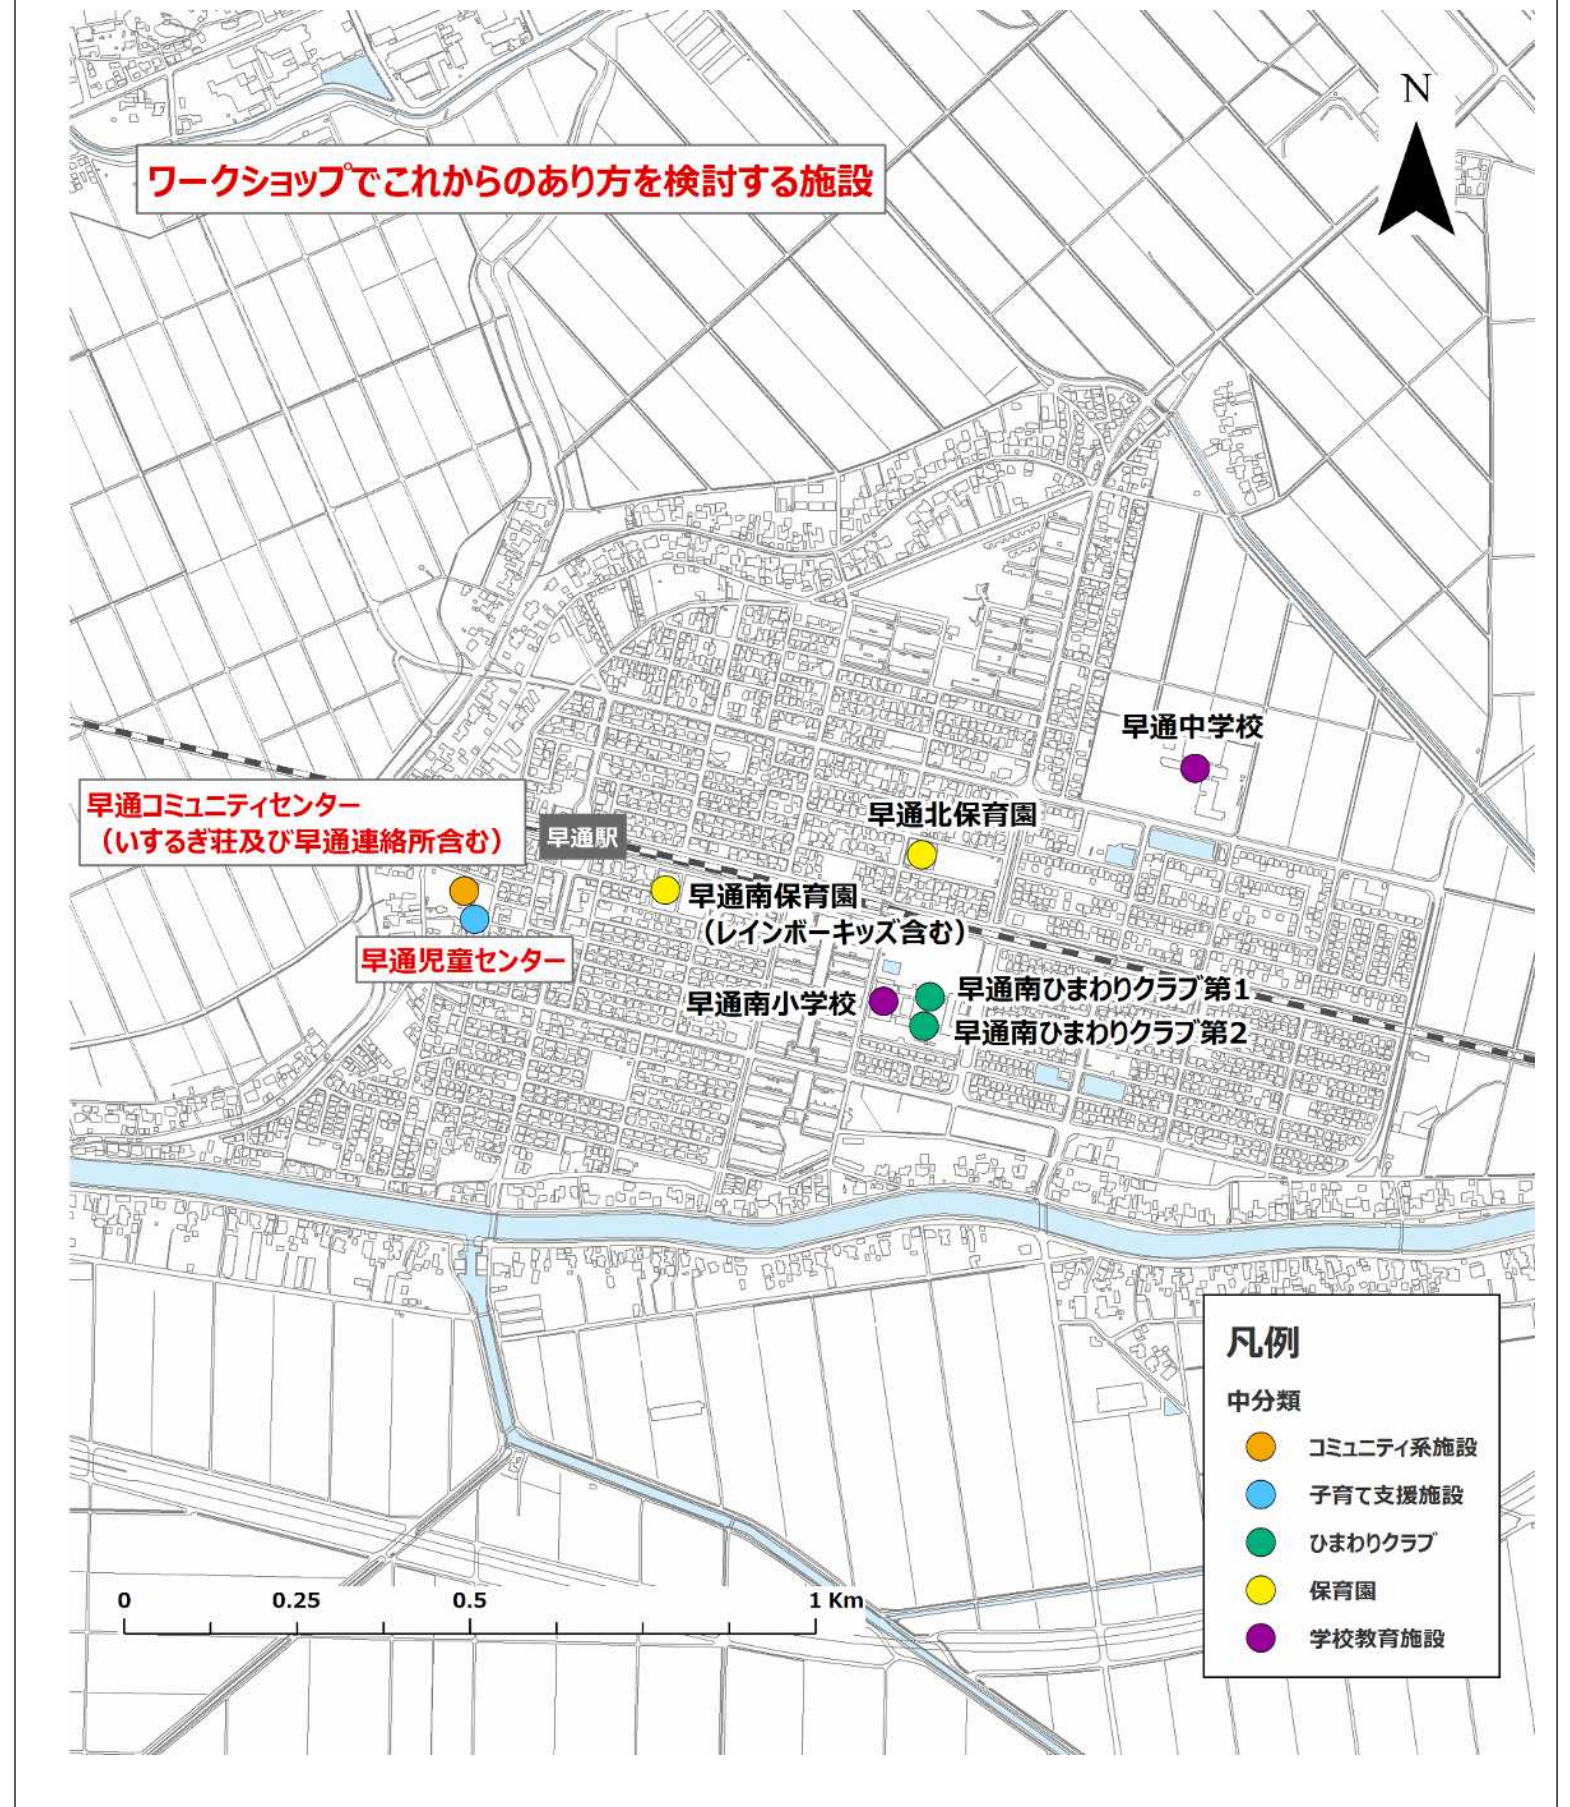 N
ワークショップでこれからのあり方を検討する施設
早通中学校
早通コミュニティセンター
（いするぎ荘及び早通連絡所含む）
早通駅
早通北保育園
早通南保育園
（レインボーキッズ含む）
早通児童センター
早通南小学校
早通南ひまわりクラブ第1
早通南ひまわりクラブ第2
凡例
中分類
コミュニティ系施設
子育て支援施設
ひまわりクラブ
保育園
学校教育施設
0 0.25 0.5 1 Km